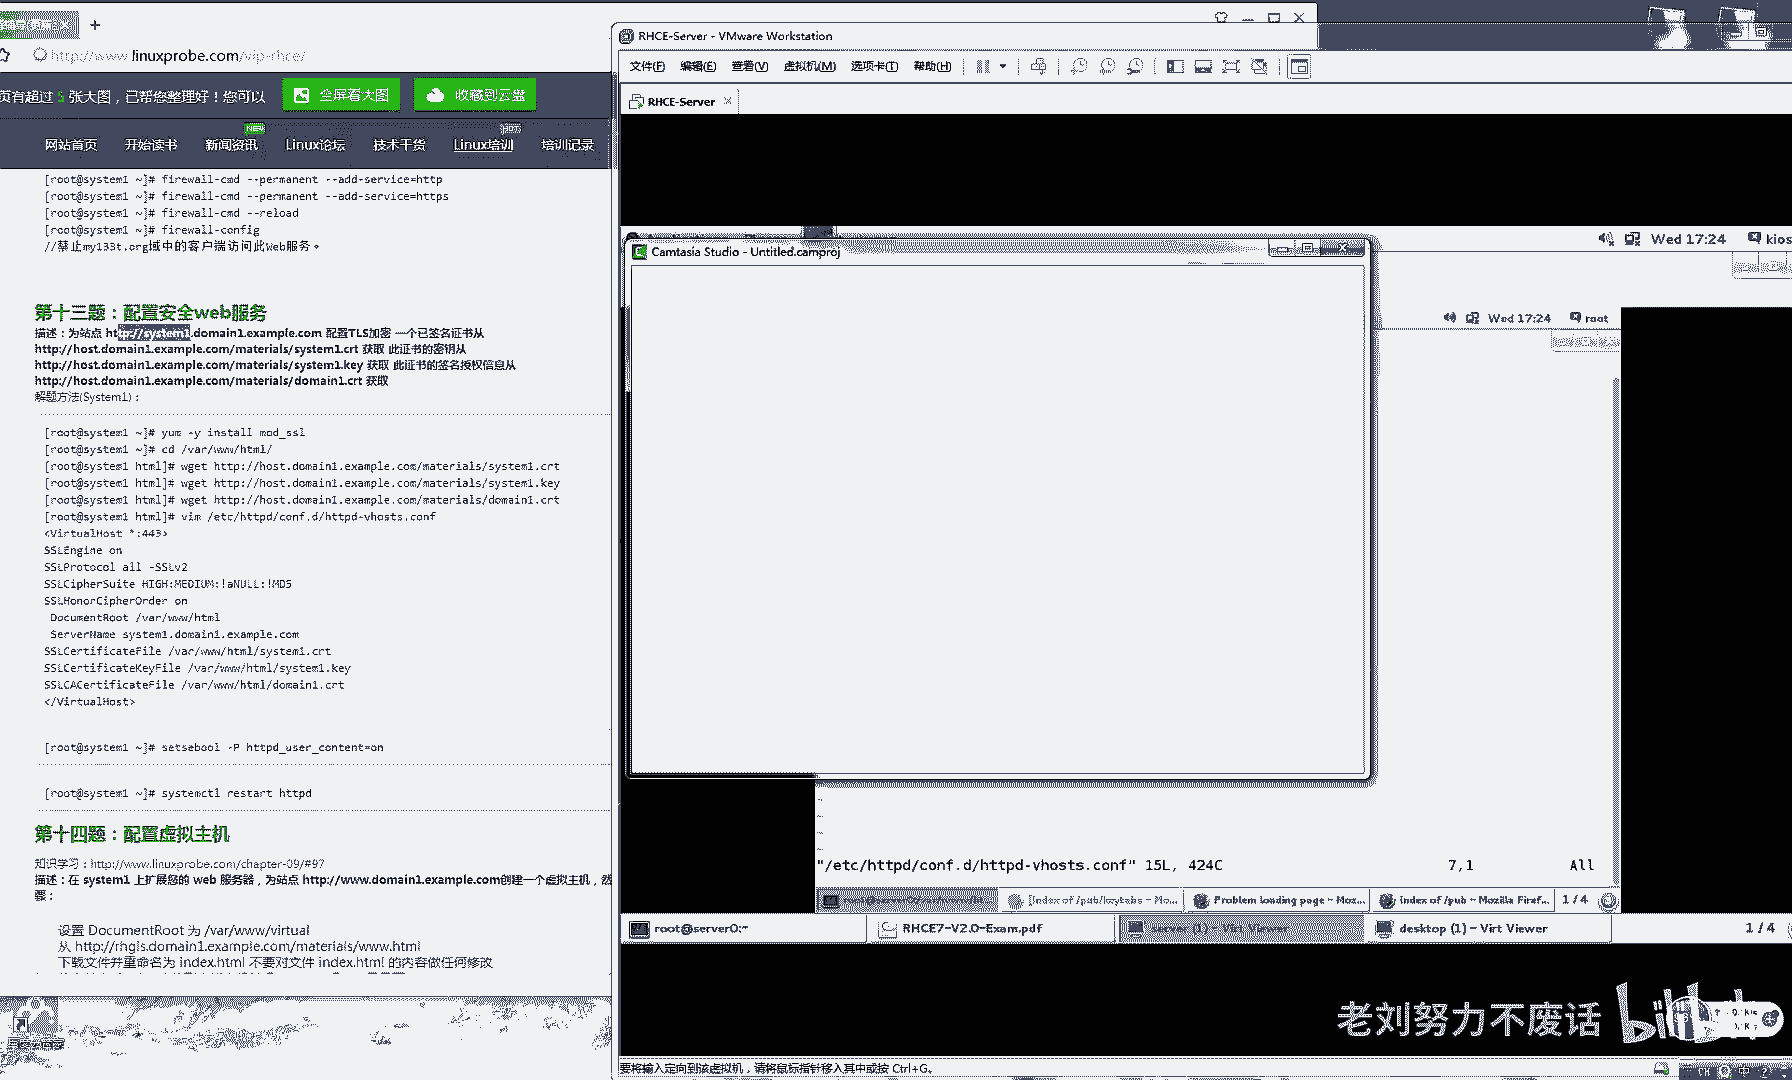 http://www.linuxprobe.com/vip-rhce/
页有超过 5 张大图，已帮您整理好！您可以
全屏看大图
收藏到云盘
NEW
HOT
网站首页
开始读书
新闻资讯
Linux论坛
技术干货
Linux培训
培训记录
[root@system1 ~]# firewall-cmd --permanent --add-service=http
[root@system1 ~]# firewall-cmd --permanent --add-service=https
[root@system1 ~]# firewall-cmd --reload
[root@system1 ~]# firewall-config
//禁止my133t.org域中的客户端访问此Web服务。
第十三题：配置安全web服务
描述：为站点 http://system1.domain1.example.com 配置TLS加密 一个已签名证书从
http://host.domain1.example.com/materials/system1.crt 获取 此证书的密钥从
http://host.domain1.example.com/materials/system1.key 获取 此证书的签名授权信息从
http://host.domain1.example.com/materials/domain1.crt 获取
解题方法(System1)：
[root@system1 ~]# yum -y install mod_ssl
[root@system1 ~]# cd /var/www/html/
[root@system1 html]# wget http://host.domain1.example.com/materials/system1.crt
[root@system1 html]# wget http://host.domain1.example.com/materials/system1.key
[root@system1 html]# wget http://host.domain1.example.com/materials/domain1.crt
[root@system1 html]# vim /etc/httpd/conf.d/httpd-vhosts.conf
<VirtualHost *:443>
SSLEngine on
SSLProtocol all -SSLv2
SSLCipherSuite HIGH:MEDIUM:!aNULL:!MD5
SSLHonorCipherOrder on
DocumentRoot /var/www/html
ServerName system1.domain1.example.com
SSLCertificateFile /var/www/html/system1.crt
SSLCertificateKeyFile /var/www/html/system1.key
SSLCACertificateFile /var/www/html/domain1.crt
</VirtualHost>
[root@system1 ~]# setsebool -P httpd_user_content=on
[root@system1 ~]# systemctl restart httpd
第十四题：配置虚拟主机
知识学习：http://www.linuxprobe.com/chapter-09/#97
描述：在 system1 上扩展您的 web 服务器，为站点 http://www.domain1.example.com创建一个虚拟主机，然
骤：
设置 DocumentRoot 为 /var/www/virtual
从 http://rhgls.domain1.example.com/materials/www.html
下载文件并重命名为 index.html 不要对文件 index.html 的内容做任何修改
RHCE-Server - VMware Workstation
文件(F)
编辑(E)
查看(V)
虚拟机(M)
选项卡(T)
帮助(H)
RHCE-Server
Wed 17:24
kios
Camtasia Studio - Untitled.camproj
Wed 17:24
root
~
~
~
~
"/etc/httpd/conf.d/httpd-vhosts.conf" 15L, 424C
7,1
All
[Index of /pub/loytabs - Mo...
Problem loading page - Moz...
Index of /pub - Mozilla Firef...
1 / 4
root@server0:~
RHCE7-V2.0-Exam.pdf
server (1) - Virt Viewer
desktop (1) - Virt Viewer
1 / 4
老刘努力不废话
要将输入定向到该虚拟机，请将鼠标指针移入其中或按 Ctrl+G。
CH